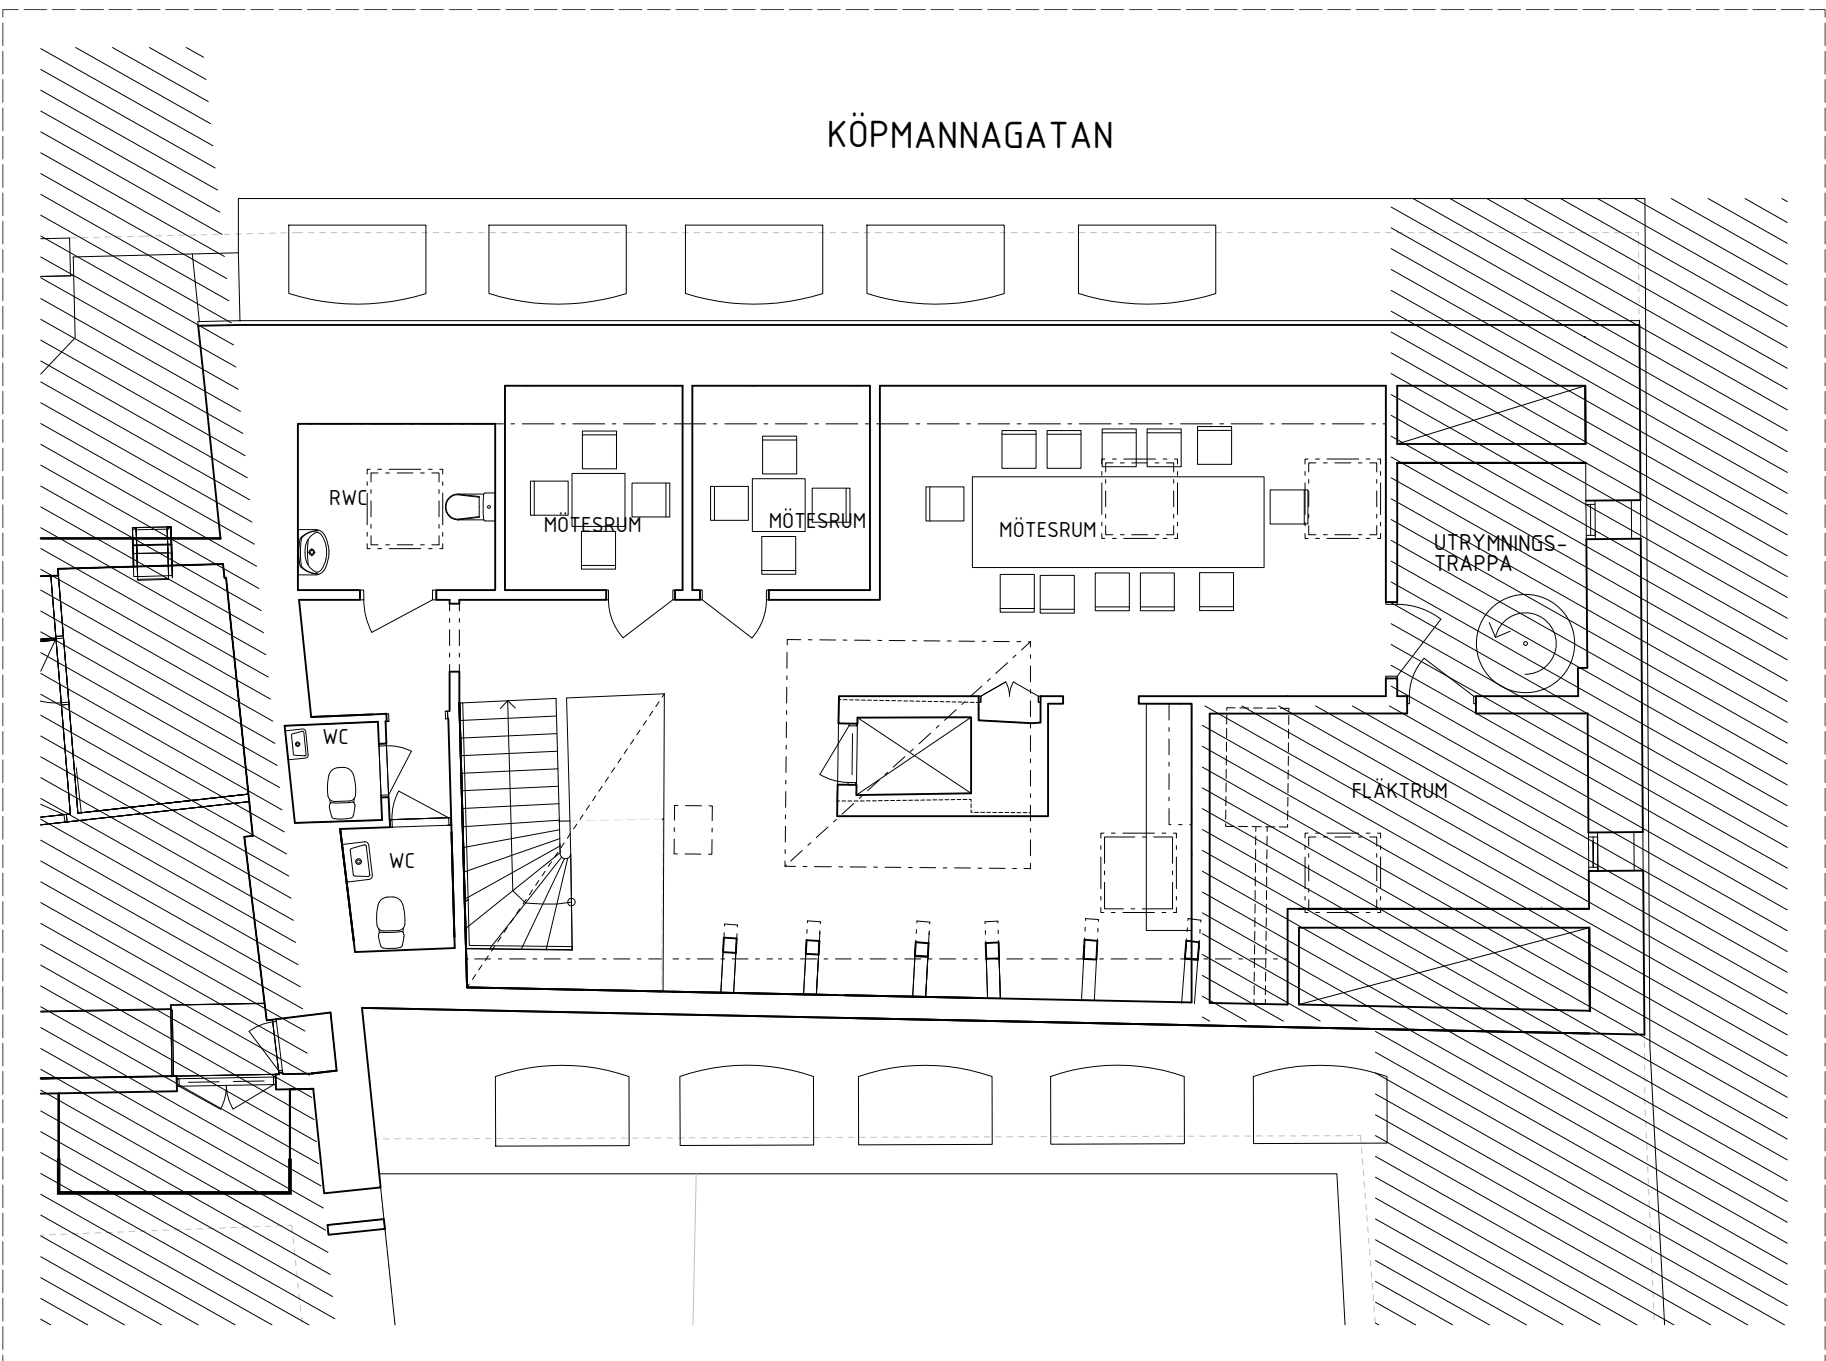 KÖPMANNAGATAN
RWC
MÖTESRUM
MÖTESRUM
MÖTESRUM
UTRYMNINGS-
TRAPPA
WC
FLÄKTRUM
WC